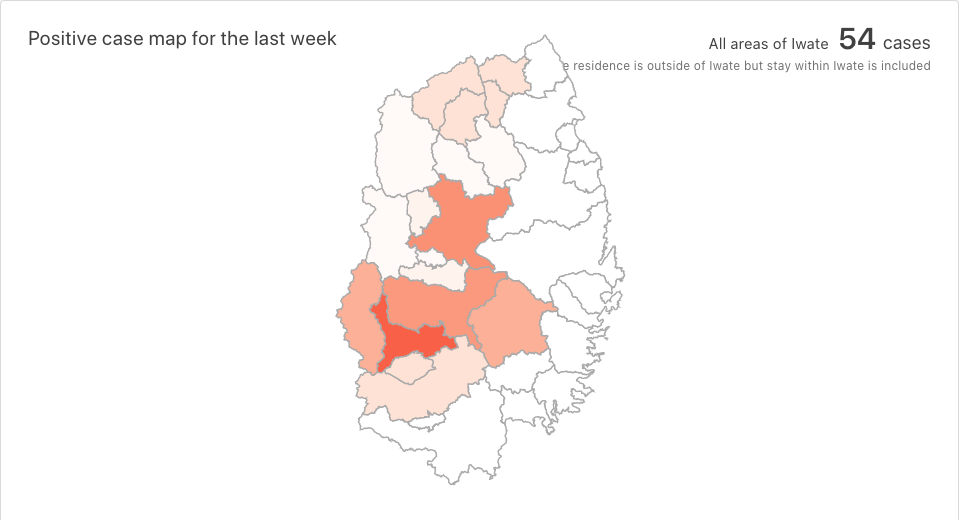 Positive case map for the last week
All areas of Iwate 54 cases
residence is outside of Iwate but stay within Iwate is included